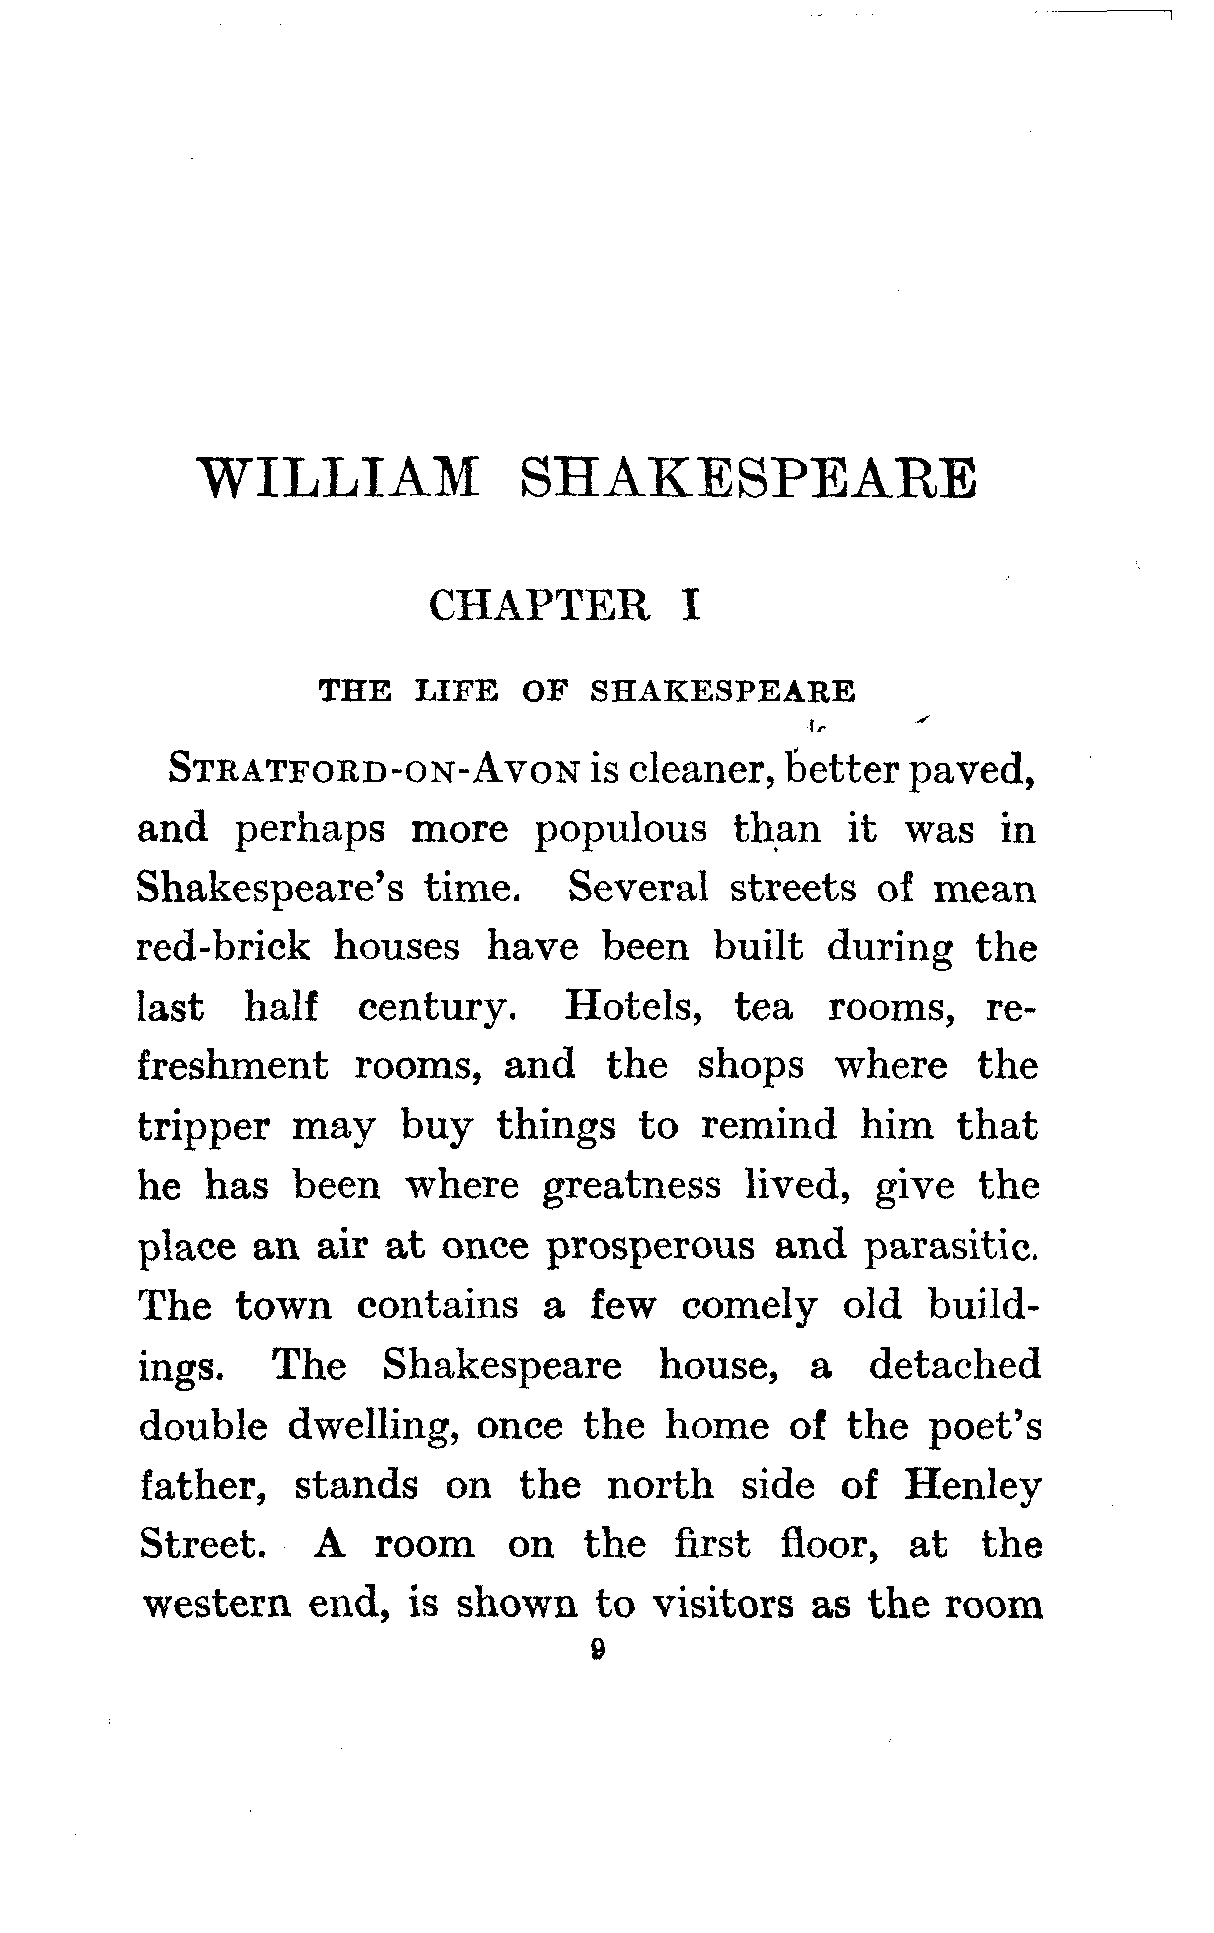 WILLIAM SHAKESPEARE
CHAPTER I
THE LIFE OF SHAKESPEARE
STRATFORD-ON-AVON is cleaner, better paved,
and perhaps more populous than it was in
Shakespeare's time. Several streets of mean
red-brick houses have been built during the
last half century. Hotels, tea rooms, re-
freshment rooms, and the shops where the
tripper may buy things to remind him that
he has been where greatness lived, give the
place an air at once prosperous and parasitic.
The town contains a few comely old build-
ings. The Shakespeare house, a detached
double dwelling, once the home of the poet's
father, stands on the north side of Henley
Street. A room on the first floor, at the
western end, is shown to visitors as the room
9